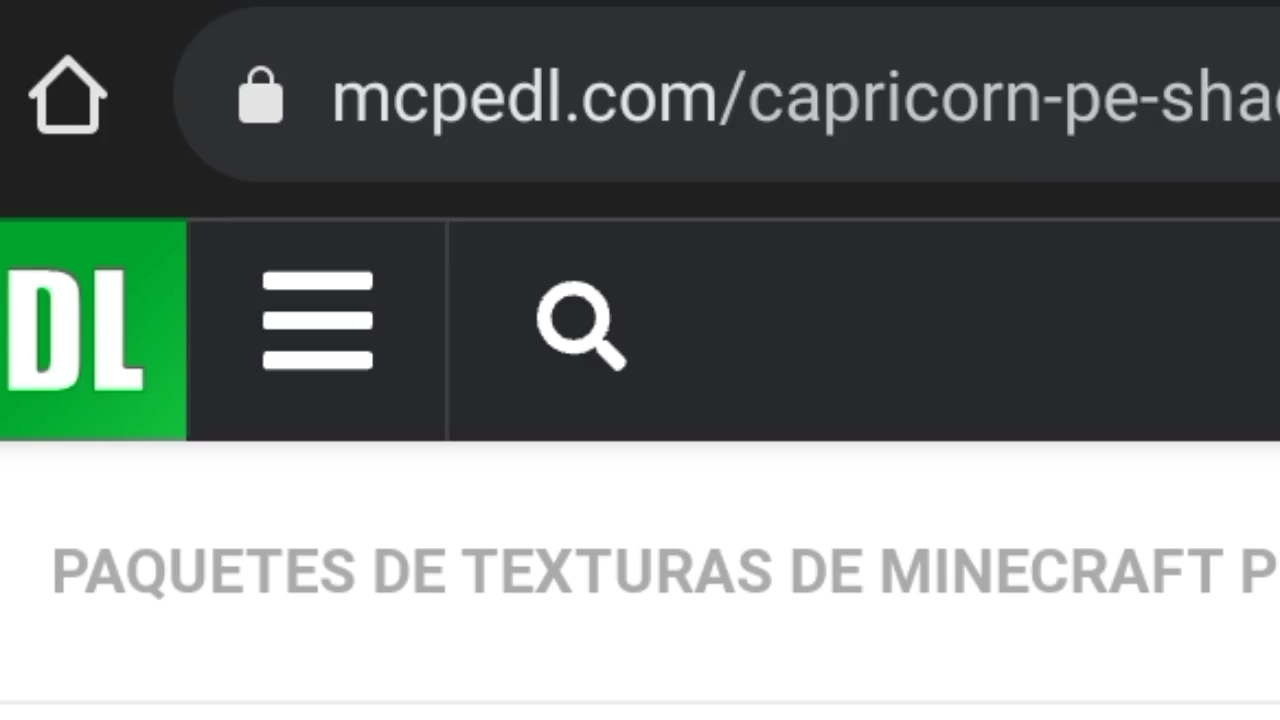 mcpedl.com/capricorn-pe-sha
DL
PAQUETES DE TEXTURAS DE MINECRAFT P